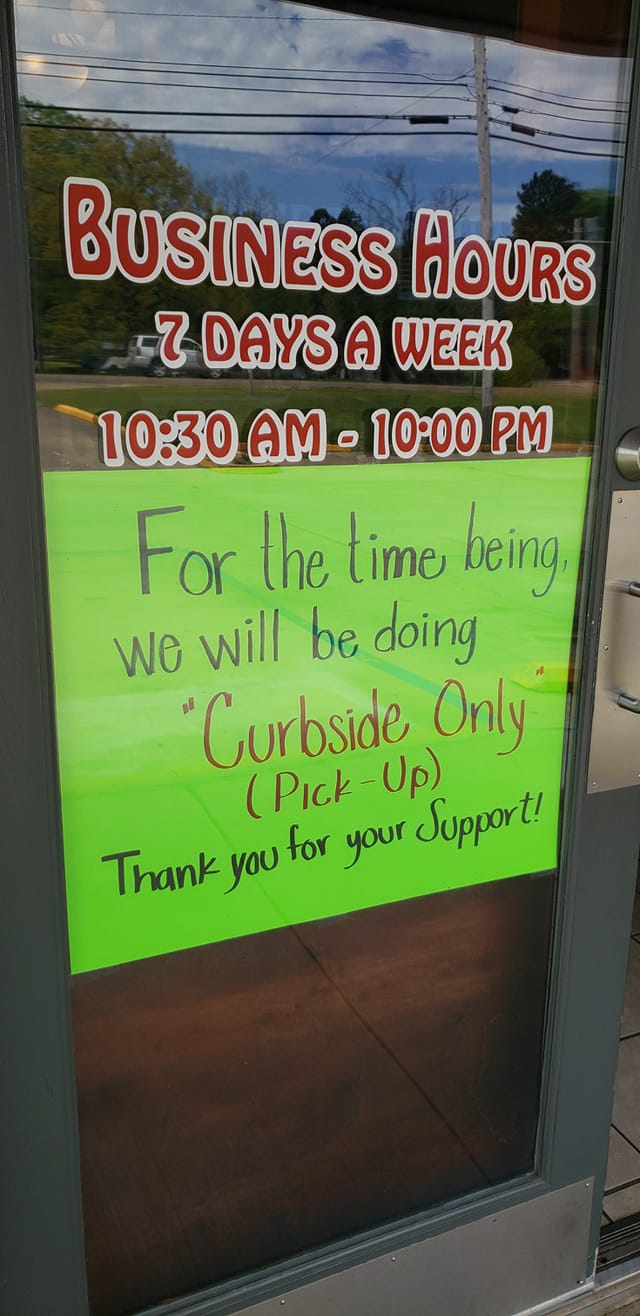 BUSINESS HOURS
7 DAYS A WEEK
10:30 AM - 10:00 PM
For the time being,
we will be doing
"Curbside Only"
(Pick-Up)
Thank you for your Support!